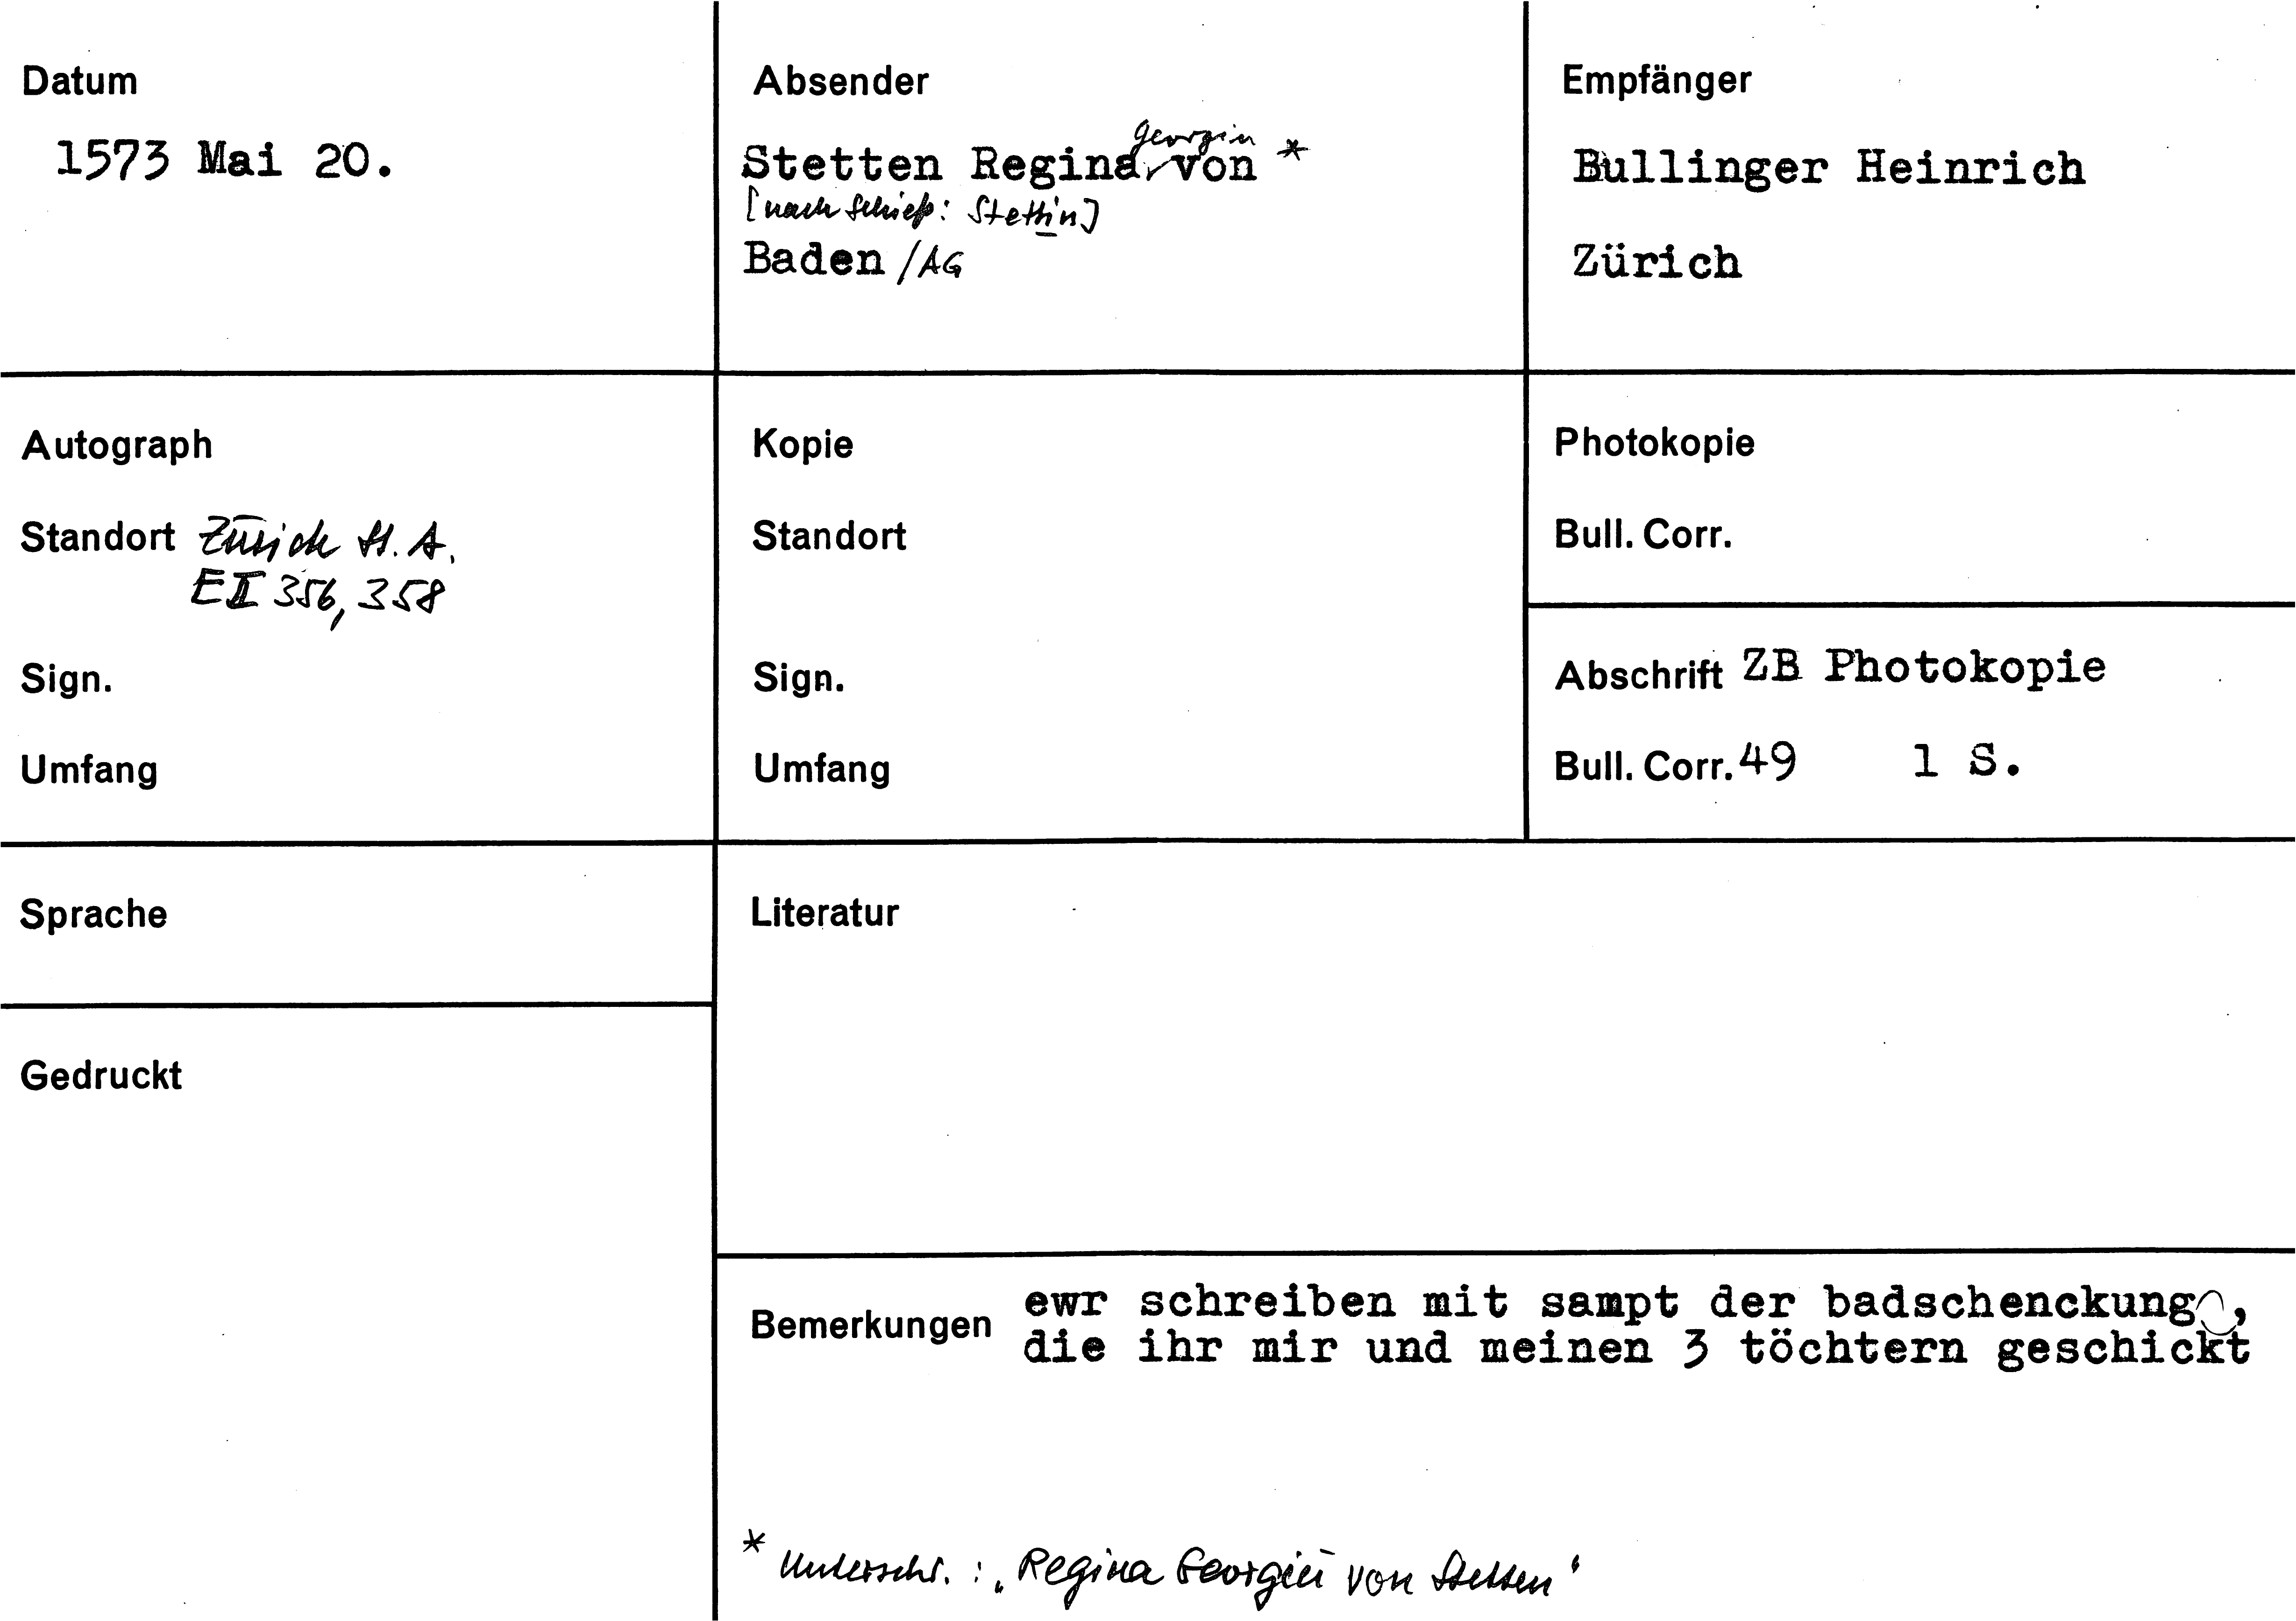 Datum
1573 Mai 20.
Absender
georgin
Stetten Regina von *
[nach Schieß: Stettin]
Baden /AG
Empfänger
Bullinger Heinrich
Zürich
Autograph
Standort Zürich St. A.
E II 356, 358
Sign.
Umfang
Kopie
Standort
Sign.
Umfang
Photokopie
Bull. Corr.
Abschrift ZB Photokopie
Bull. Corr. 49 1 S.
Sprache
Gedruckt
Literatur
Bemerkungen ewr schreiben mit sampt der badschenckung,
die ihr mir und meinen 3 töchtern geschickt
* Unterschr.: „Regina Georgin von Stetten“